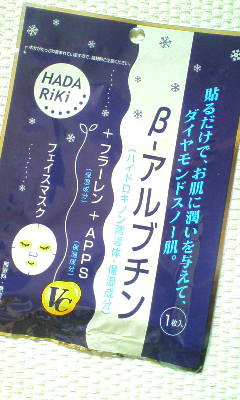 HADA
RiKi
貼るだけで、お肌に潤いを与えて、
ダイヤモンドスノー肌。
β-アルブチン
(ハイドロキノン誘導体・保湿成分)
+フラーレン+APPS
(保湿成分)
(保湿成分)
フェイスマスク
VC
1枚入